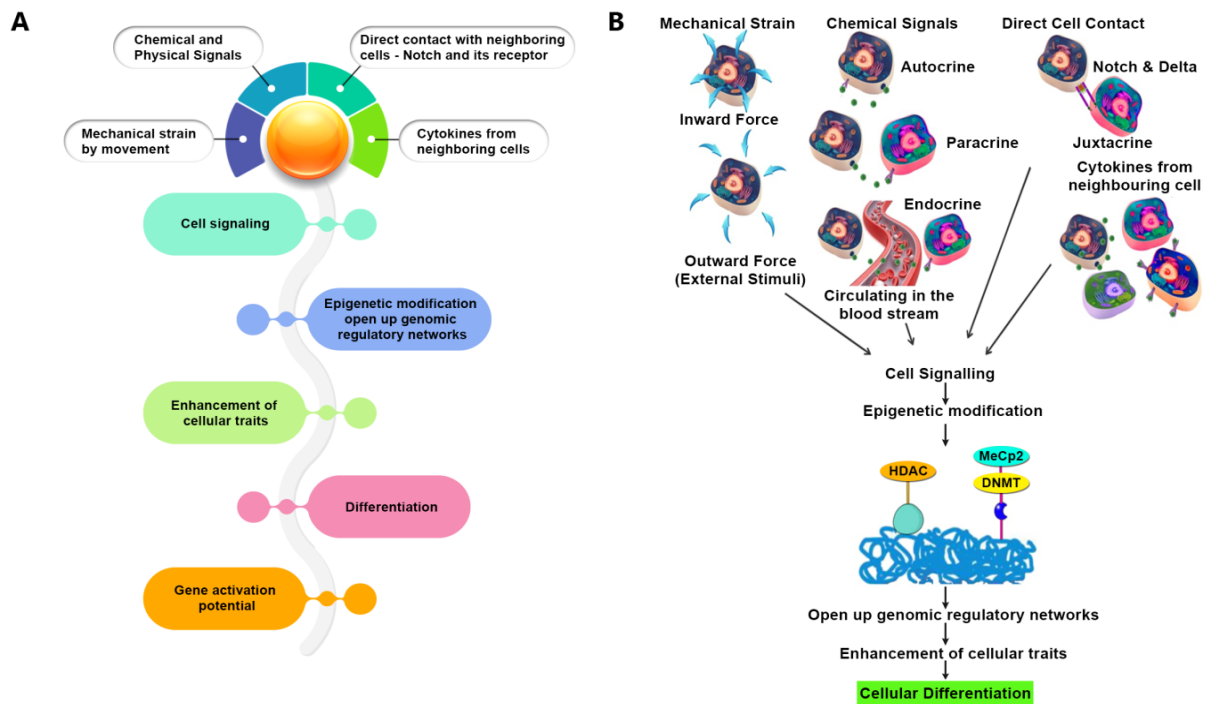 A
Chemical and
Physical Signals
Direct contact with neighboring
cells - Notch and its receptor
Mechanical strain
by movement
Cytokines from
neighboring cells
Cell signaling
Epigenetic modification
open up genomic
regulatory networks
Enhancement of
cellular traits
Differentiation
Gene activation
potential
B
Mechanical Strain
Inward Force
Outward Force
(External Stimuli)
Chemical Signals
Autocrine
Paracrine
Endocrine
Circulating in the
blood stream
Direct Cell Contact
Notch & Delta
Juxtacrine
Cytokines from
neighbouring cell
Cell Signalling
Epigenetic modification
HDAC
MeCp2
DNMT
Open up genomic regulatory networks
Enhancement of cellular traits
Cellular Differentiation